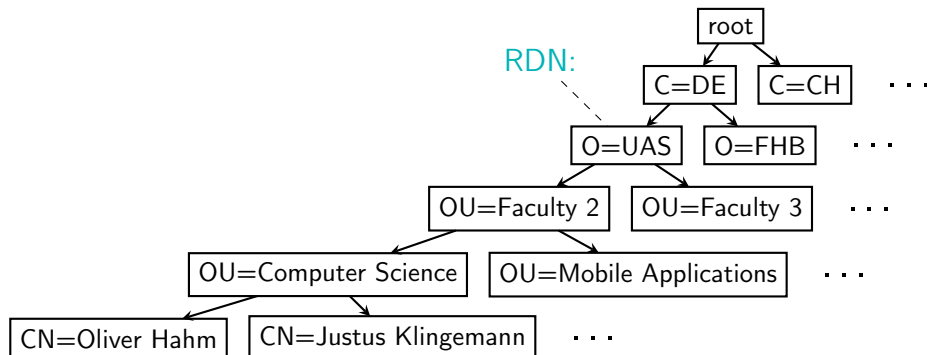 root
RDN:
C=DE
C=CH
. . .
O=UAS
O=FHB
. . .
OU=Faculty 2
OU=Faculty 3
. . .
OU=Computer Science
OU=Mobile Applications
. . .
CN=Oliver Hahm
CN=Justus Klingemann
. . .